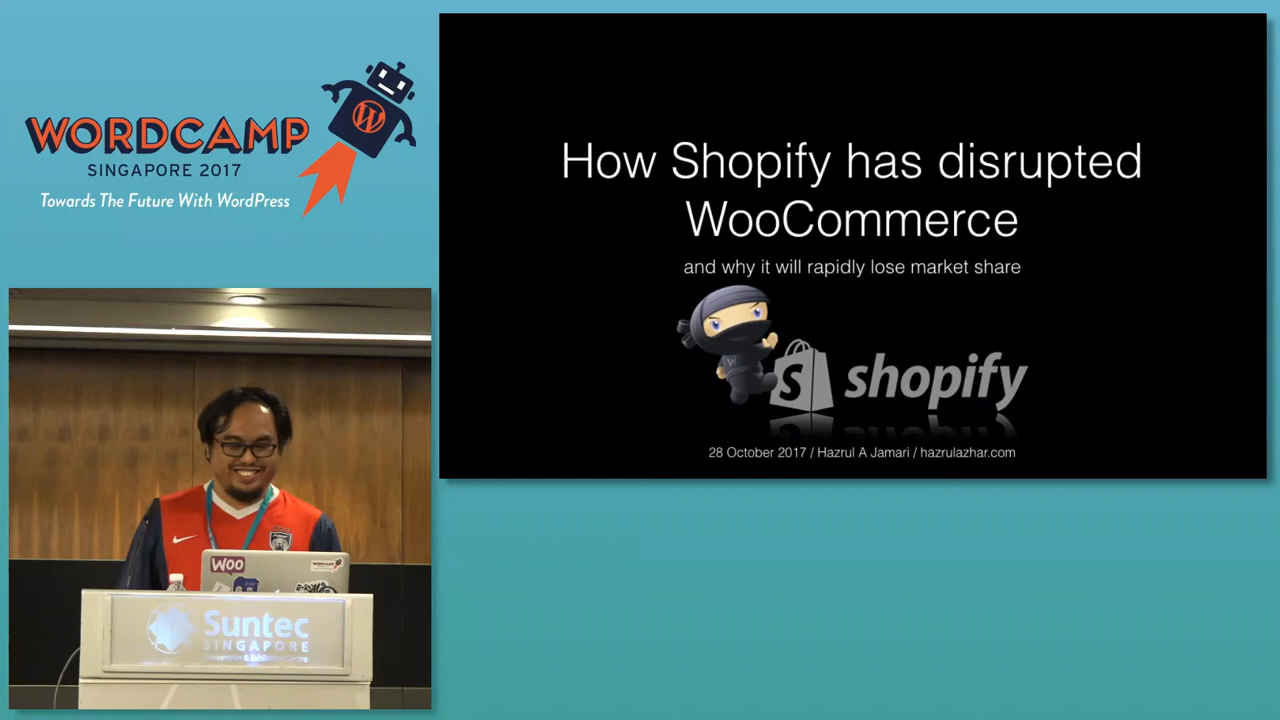 WORDCAMP
SINGAPORE 2017
Towards The Future With WordPress
How Shopify has disrupted
WooCommerce
and why it will rapidly lose market share
W
S shopify
28 October 2017 / Hazrul A Jamari / hazrulazhar.com
WOO
WORDCAMP
Suntec
SINGAPORE